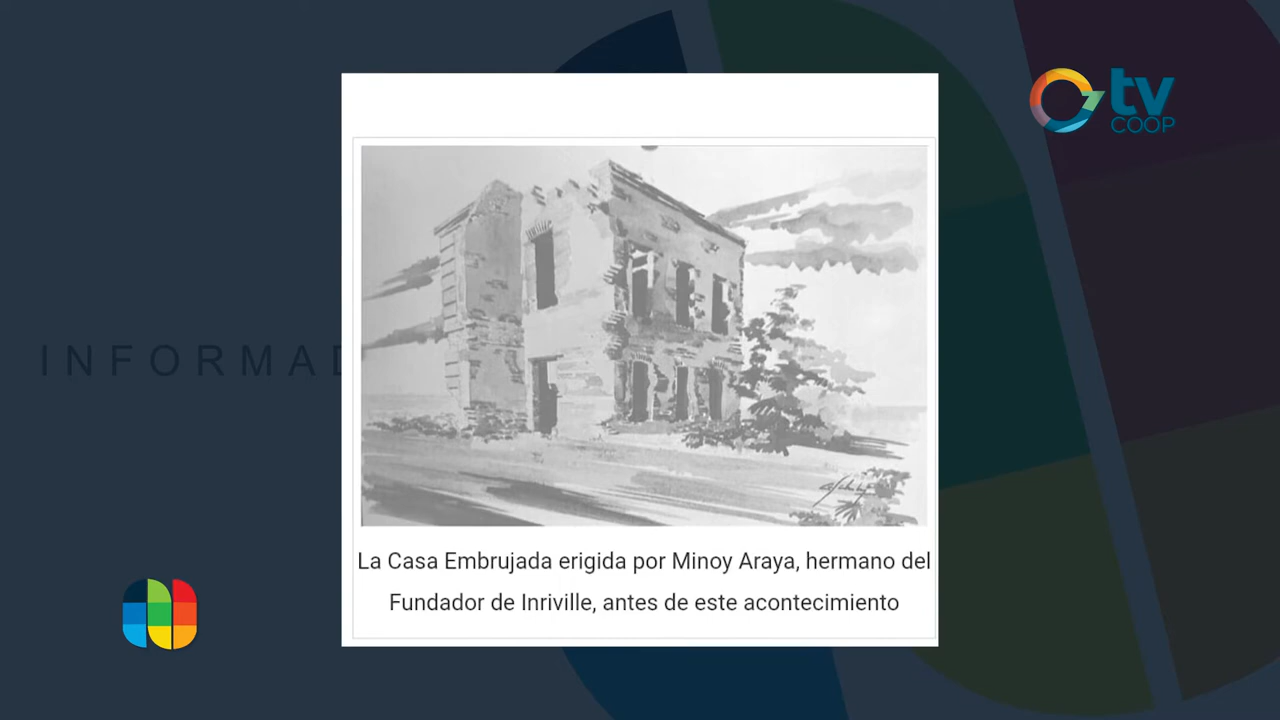 tv
COOP
INFORMAD
La Casa Embrujada erigida por Minoy Araya, hermano del
Fundador de Inriville, antes de este acontecimiento